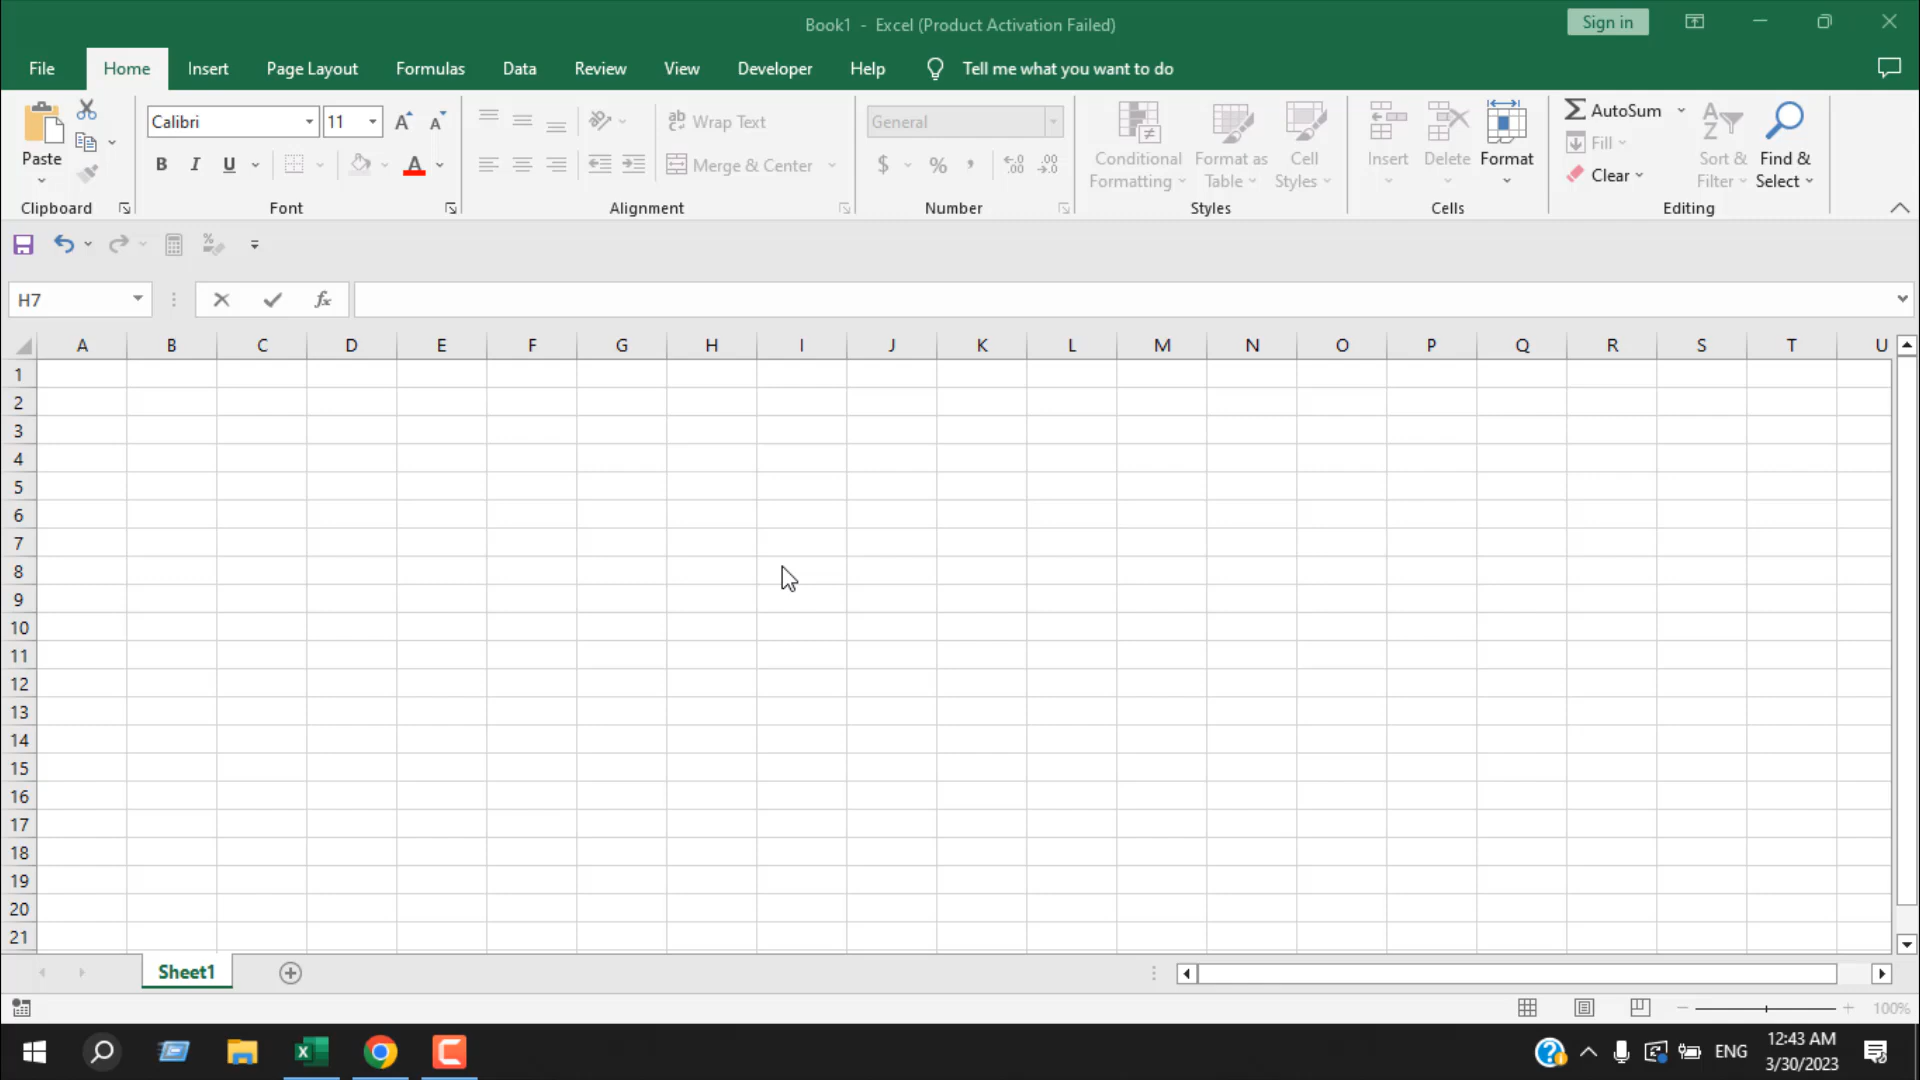 Book1 - Excel (Product Activation Failed)
Sign in
File Home Insert Page Layout Formulas Data Review View Developer Help Tell me what you want to do
Paste
Clipboard
Calibri 11
B I U A
Font
ab Wrap Text
Merge & Center
Alignment
General
$ % ,
Number
Conditional Formatting
Format as Table
Cell Styles
Styles
Insert
Delete
Format
Cells
AutoSum
Fill
Clear
Sort & Filter
Find & Select
Editing
H7 fx
A B C D E F G H I J K L M N O P Q R S T U
1
2
3
4
5
6
7
8
9
10
11
12
13
14
15
16
17
18
19
20
21
Sheet1
100%
ENG
12:43 AM
3/30/2023